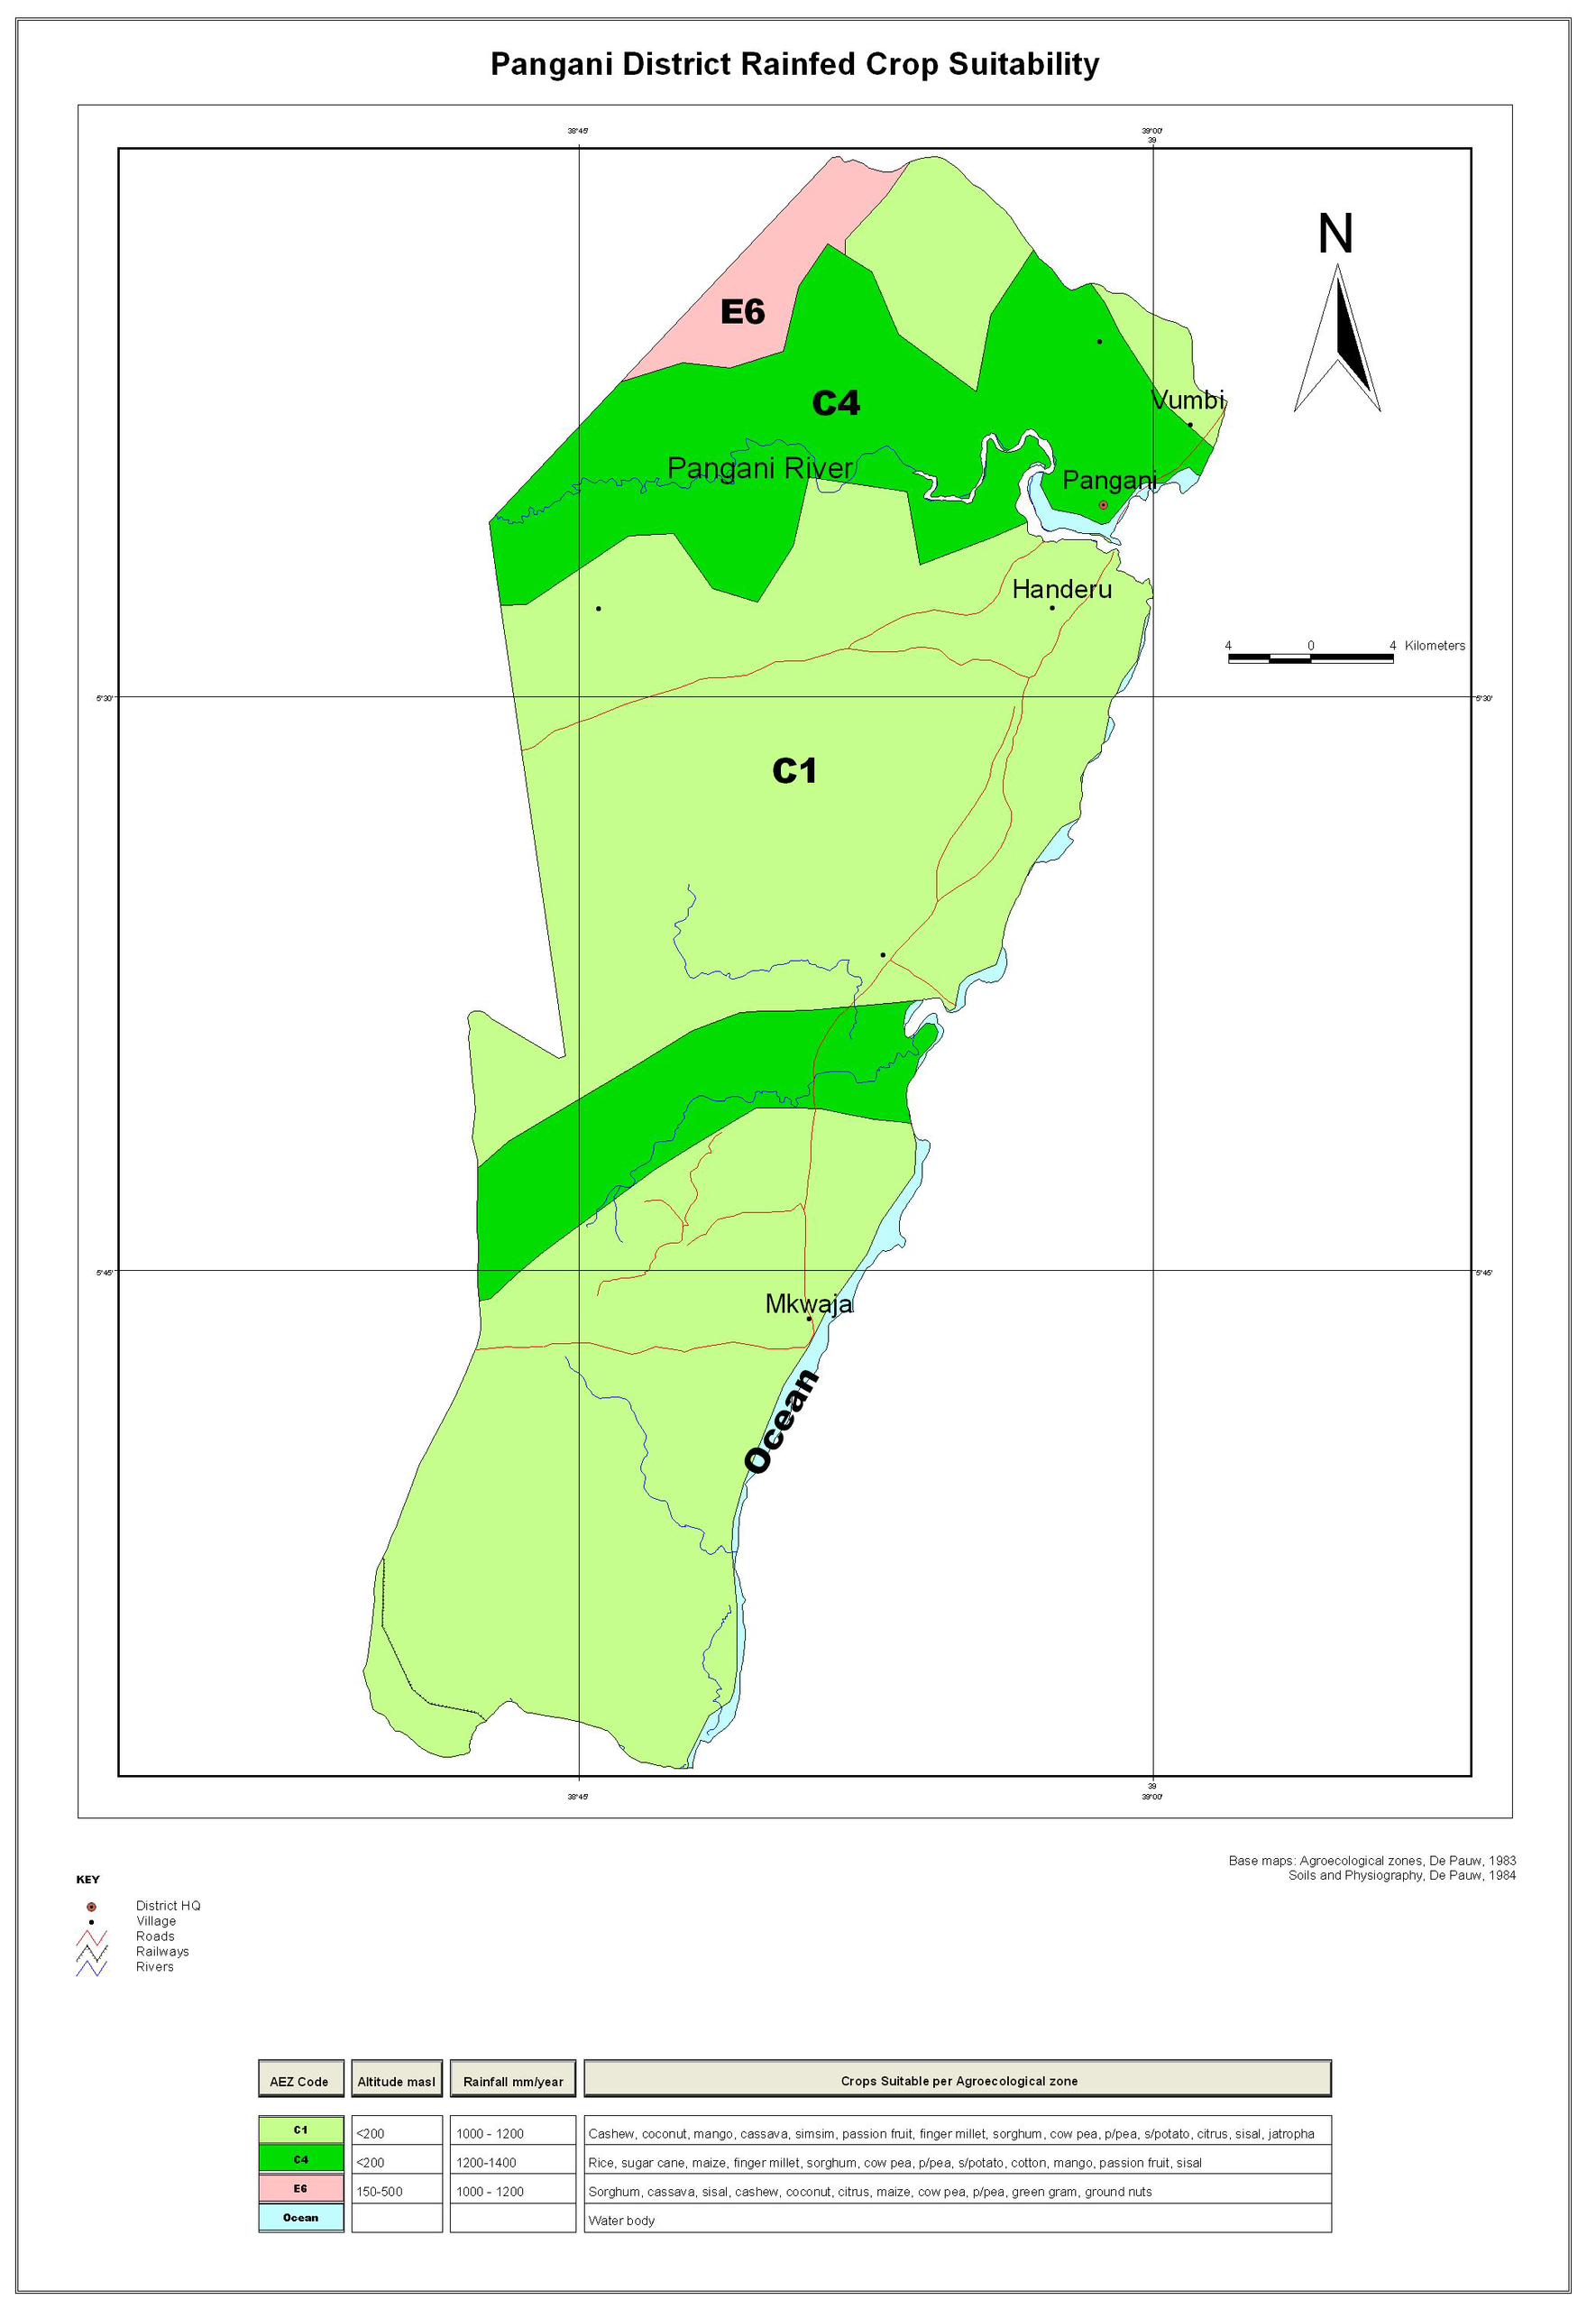 Pangani District Rainfed Crop Suitability
38°45'
39°00'
39
N
E6
C4
Vumbi
Pangani River
Pangani
Handeru
4 0 4 Kilometers
5°30'
5°30'
C1
5°45'
5°45'
Mkwaja
Ocean
38°45'
39
39°00'
Base maps: Agroecological zones, De Pauw, 1983
Soils and Physiography, De Pauw, 1984
KEY
District HQ
Village
Roads
Railways
Rivers
AEZ Code Altitude masl Rainfall mm/year Crops Suitable per Agroecological zone
C1 <200 1000 - 1200 Cashew, coconut, mango, cassava, simsim, passion fruit, finger millet, sorghum, cow pea, p/pea, s/potato, citrus, sisal, jatropha
C4 <200 1200-1400 Rice, sugar cane, maize, finger millet, sorghum, cow pea, p/pea, s/potato, cotton, mango, passion fruit, sisal
E6 150-500 1000 - 1200 Sorghum, cassava, sisal, cashew, coconut, citrus, maize, cow pea, p/pea, green gram, ground nuts
Ocean Water body